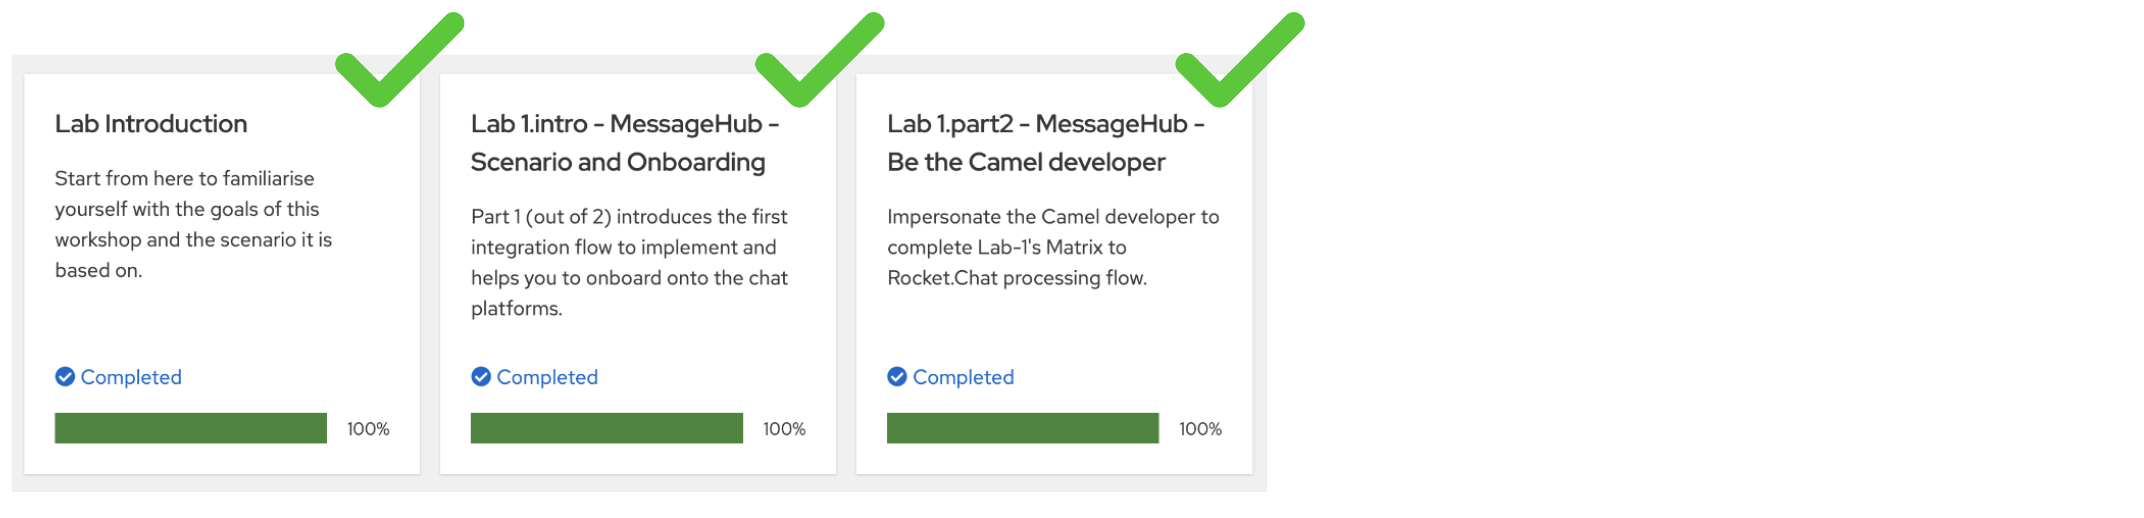 Lab Introduction
Start from here to familiarise
yourself with the goals of this
workshop and the scenario it is
based on.
Completed
100%
Lab 1.intro - MessageHub -
Scenario and Onboarding
Part 1 (out of 2) introduces the first
integration flow to implement and
helps you to onboard onto the chat
platforms.
Completed
100%
Lab 1.part2 - MessageHub -
Be the Camel developer
Impersonate the Camel developer to
complete Lab-1's Matrix to
Rocket.Chat processing flow.
Completed
100%